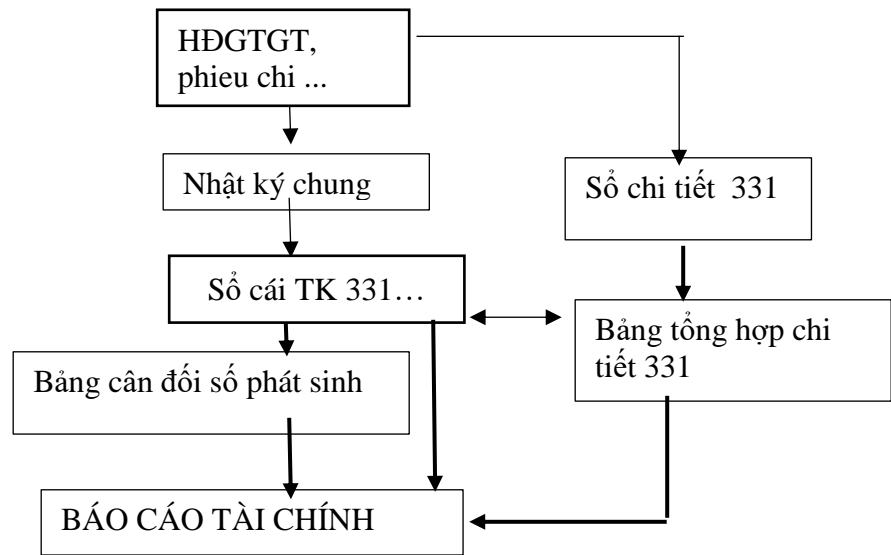 HĐGTGT,
phieu chi ...
Nhật ký chung
Sổ chi tiết 331
Sổ cái TK 331…
Bảng tổng hợp chi
tiết 331
Bảng cân đối số phát sinh
BÁO CÁO TÀI CHÍNH